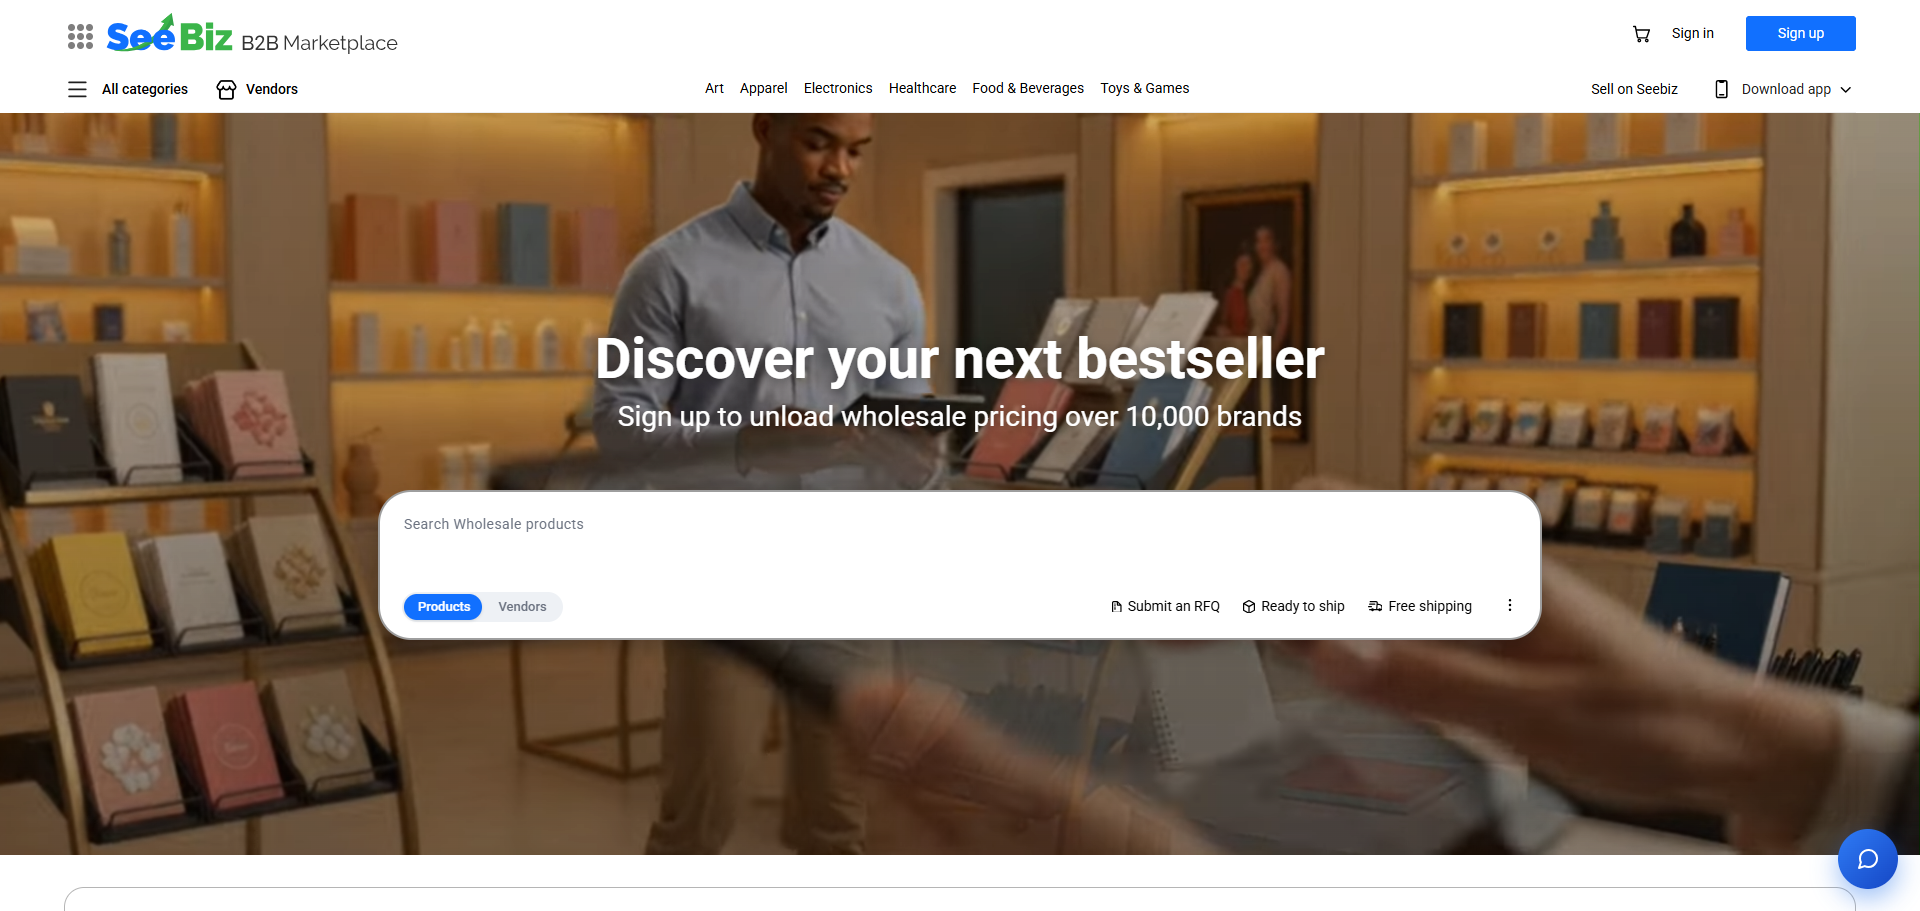 SeeBiz B2B Marketplace
Sign in
Sign up
All categories
Vendors
Art
Apparel
Electronics
Healthcare
Food & Beverages
Toys & Games
Sell on Seebiz
Download app
Discover your next bestseller
Sign up to unload wholesale pricing over 10,000 brands
Search Wholesale products
Products
Vendors
Submit an RFQ
Ready to ship
Free shipping